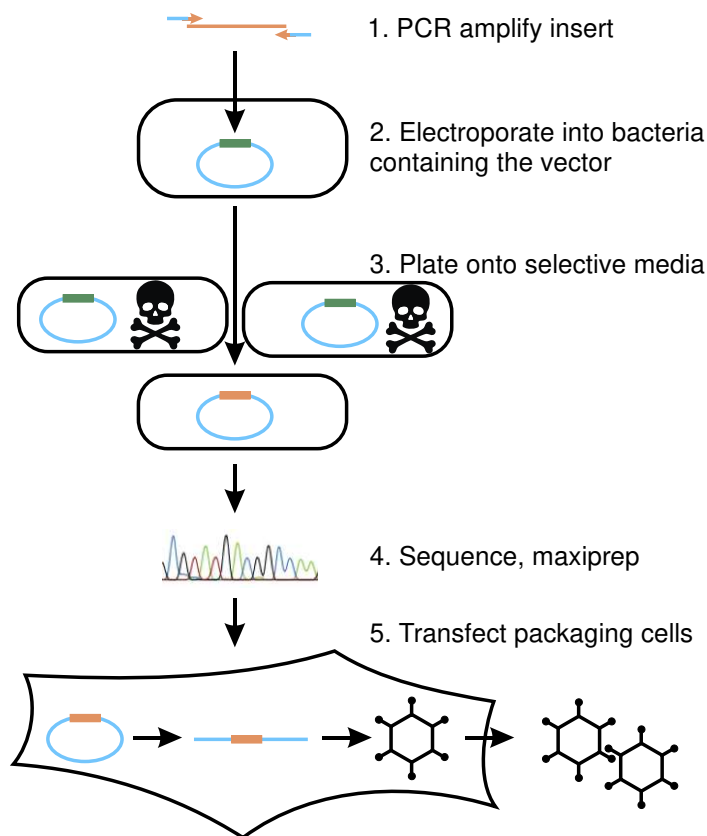 1. PCR amplify insert
2. Electroporate into bacteria
containing the vector
3. Plate onto selective media
4. Sequence, maxiprep
5. Transfect packaging cells